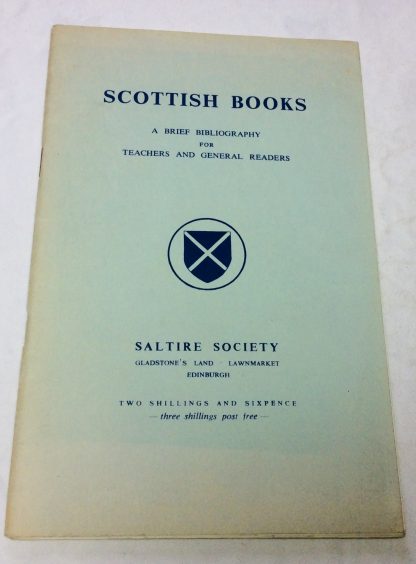 SCOTTISH BOOKS
A BRIEF BIBLIOGRAPHY
FOR
TEACHERS AND GENERAL READERS
SALTIRE SOCIETY
GLADSTONE'S LAND · LAWNMARKET
EDINBURGH
TWO SHILLINGS AND SIXPENCE
— three shillings post free —